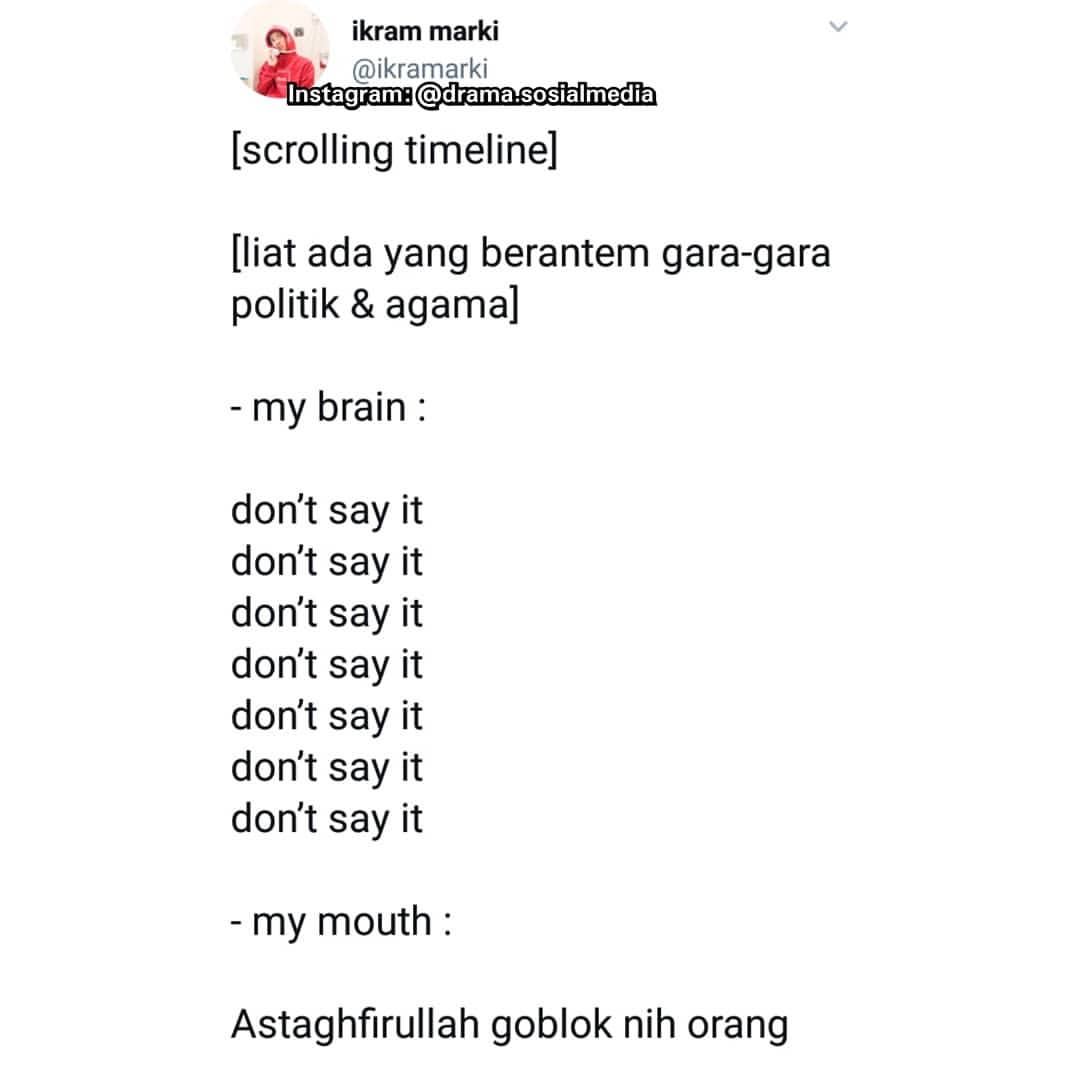 ikram marki
@ikramarki
Instagram: @drama.sosialmedia
[scrolling timeline]
[liat ada yang berantem gara-gara
politik & agama]
- my brain :
don’t say it
don’t say it
don’t say it
don’t say it
don’t say it
don’t say it
don’t say it
- my mouth :
Astaghfirullah goblok nih orang